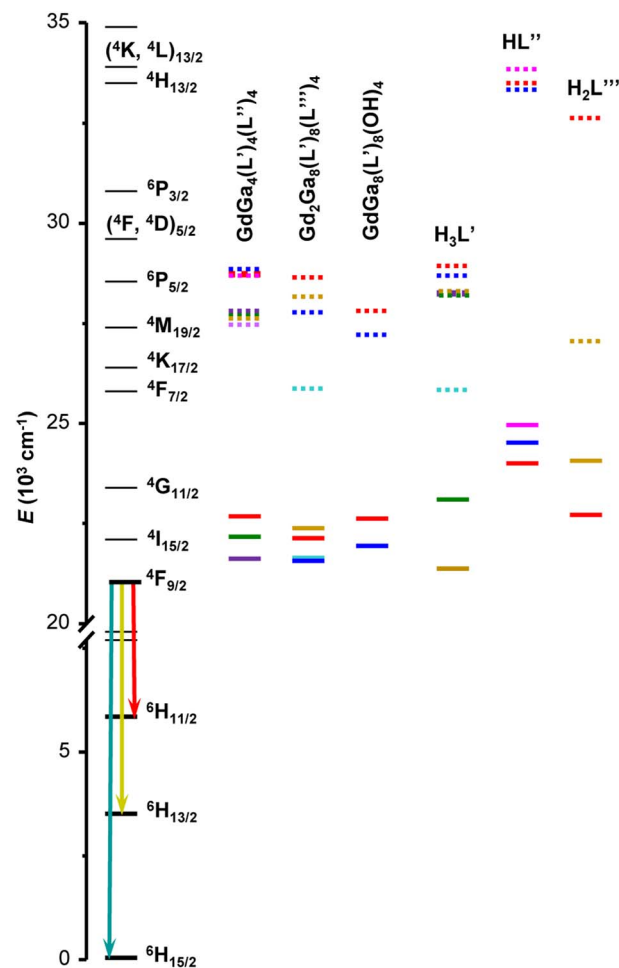 35
30
25
20
5
0
E (10³ cm⁻¹)
(⁴K, ⁴L)₁₃/₂
⁴H₁₃/₂
⁶P₃/₂
(⁴F, ⁴D)₅/₂
⁶P₅/₂
⁴M₁₉/₂
⁴K₁₇/₂
⁴F₇/₂
⁴G₁₁/₂
⁴I₁₅/₂
⁴F₉/₂
⁶H₁₁/₂
⁶H₁₃/₂
⁶H₁₅/₂
GdGa₄(L')₄(L'')₄
Gd₂Ga₈(L')₈(L''')₄
GdGa₈(L')₈(OH)₄
H₃L'
HL''
H₂L'''